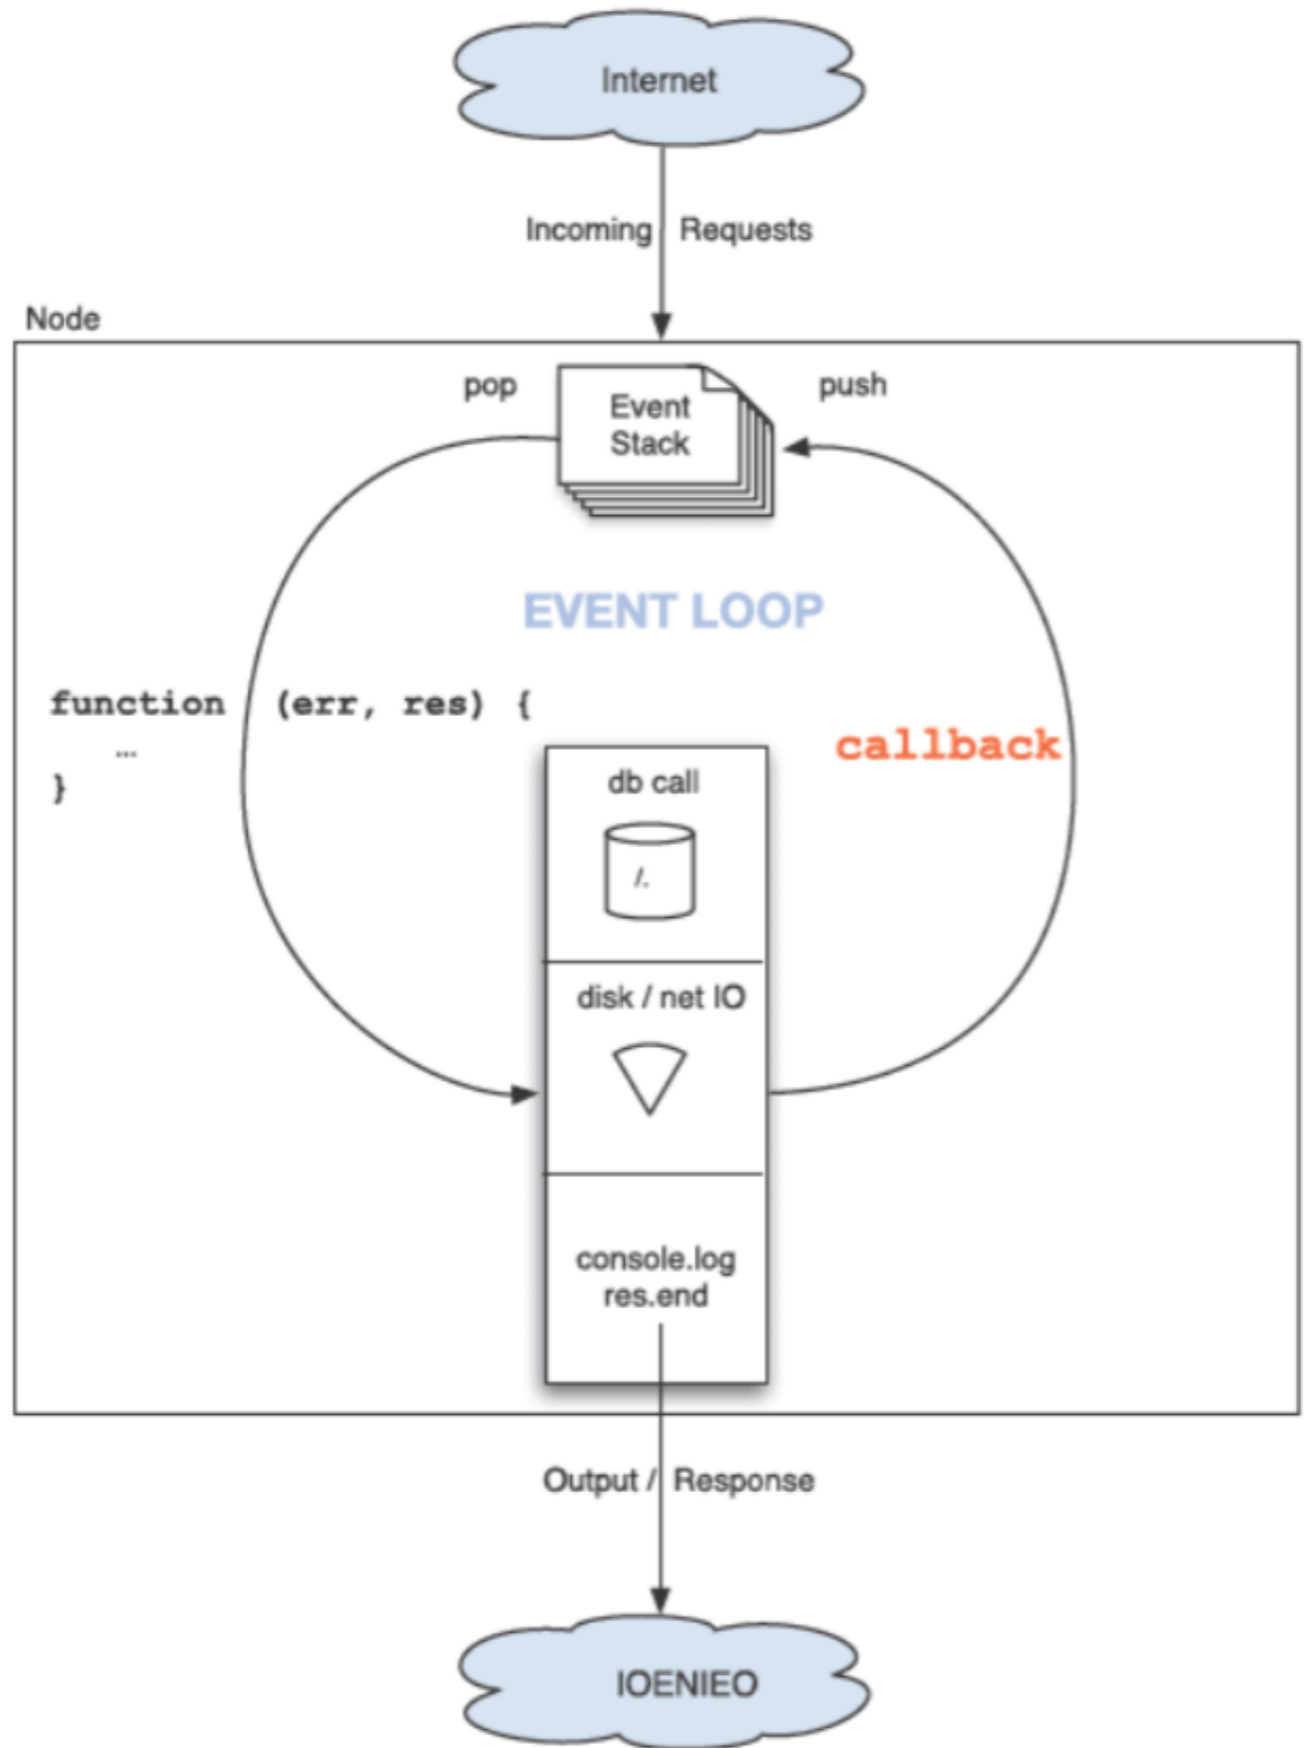 Internet
Incoming Requests
Node
pop
push
Event
Stack
EVENT LOOP
function (err, res) {
...
}
callback
db call
/.
disk / net IO
console.log
res.end
Output / Response
IOENIEO